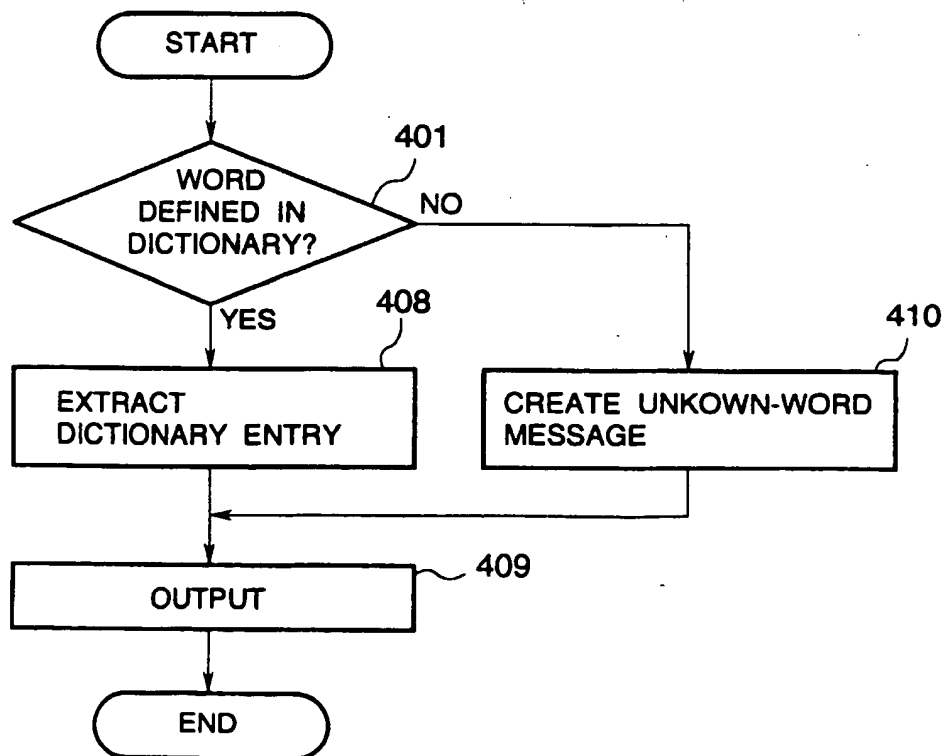 START
401
WORD
DEFINED IN
DICTIONARY?
NO
YES
408
410
EXTRACT
DICTIONARY ENTRY
CREATE UNKOWN-WORD
MESSAGE
409
OUTPUT
END